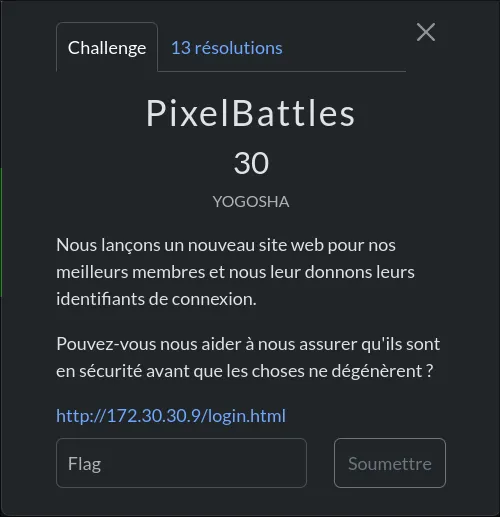 Challenge
13 résolutions
PixelBattles
30
YOGOSHA
Nous lançons un nouveau site web pour nos
meilleurs membres et nous leur donnons leurs
identifiants de connexion.
Pouvez-vous nous aider à nous assurer qu'ils sont
en sécurité avant que les choses ne dégénèrent ?
http://172.30.30.9/login.html
Flag
Soumettre